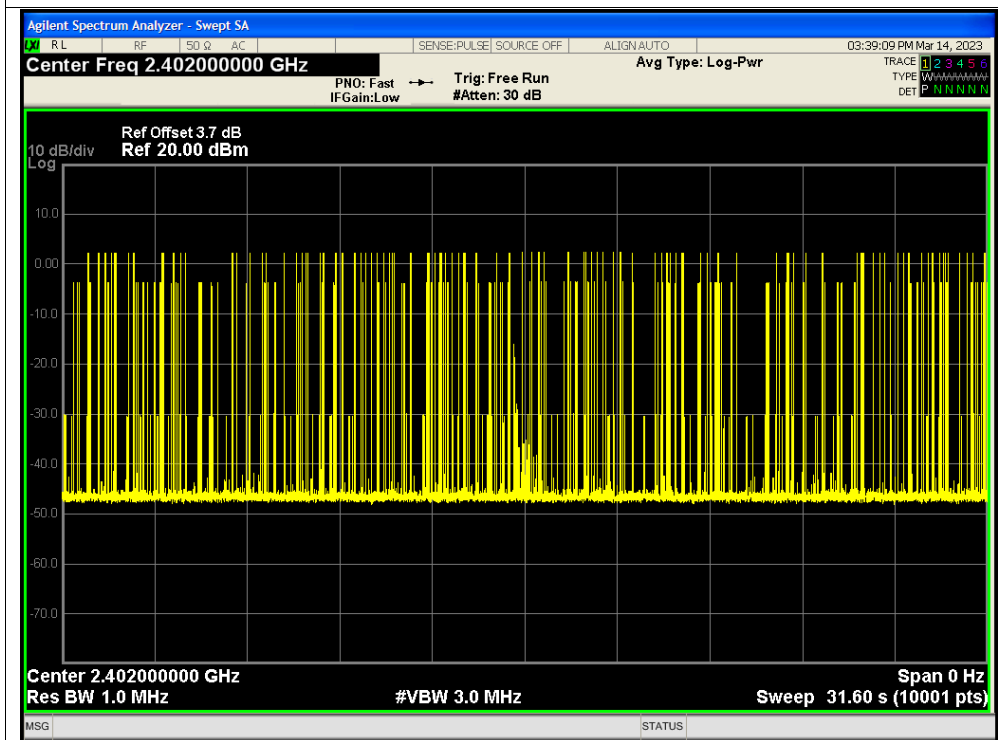 Agilent Spectrum Analyzer - Swept SA
LXI RL RF 50 Ω AC SENSE:PULSE SOURCE OFF ALIGN AUTO 03:39:09 PM Mar 14, 2023
Center Freq 2.402000000 GHz
PNO: Fast
IFGain:Low
Trig: Free Run
#Atten: 30 dB
Avg Type: Log-Pwr
TRACE 1 2 3 4 5 6
TYPE W
DET P N N N N N
Ref Offset 3.7 dB
10 dB/div Ref 20.00 dBm
Log
10.0
0.00
-10.0
-20.0
-30.0
-40.0
-50.0
-60.0
-70.0
Center 2.402000000 GHz Span 0 Hz
Res BW 1.0 MHz #VBW 3.0 MHz Sweep 31.60 s (10001 pts)
MSG STATUS